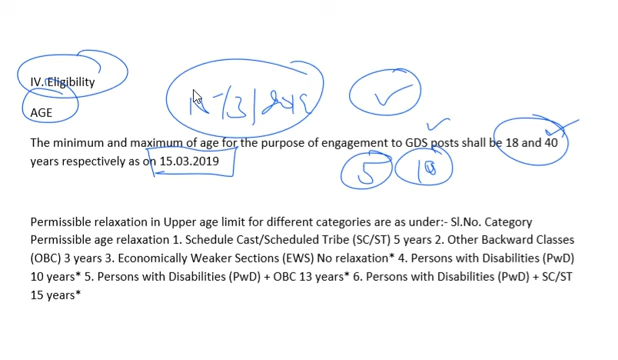 IV. Eligibility
15/3/2019
AGE
The minimum and maximum of age for the purpose of engagement to GDS posts shall be 18 and 40
years respectively as on 15.03.2019
5 10
Permissible relaxation in Upper age limit for different categories are as under:- Sl.No. Category
Permissible age relaxation 1. Schedule Cast/Scheduled Tribe (SC/ST) 5 years 2. Other Backward Classes
(OBC) 3 years 3. Economically Weaker Sections (EWS) No relaxation* 4. Persons with Disabilities (PwD)
10 years* 5. Persons with Disabilities (PwD) + OBC 13 years* 6. Persons with Disabilities (PwD) + SC/ST
15 years*